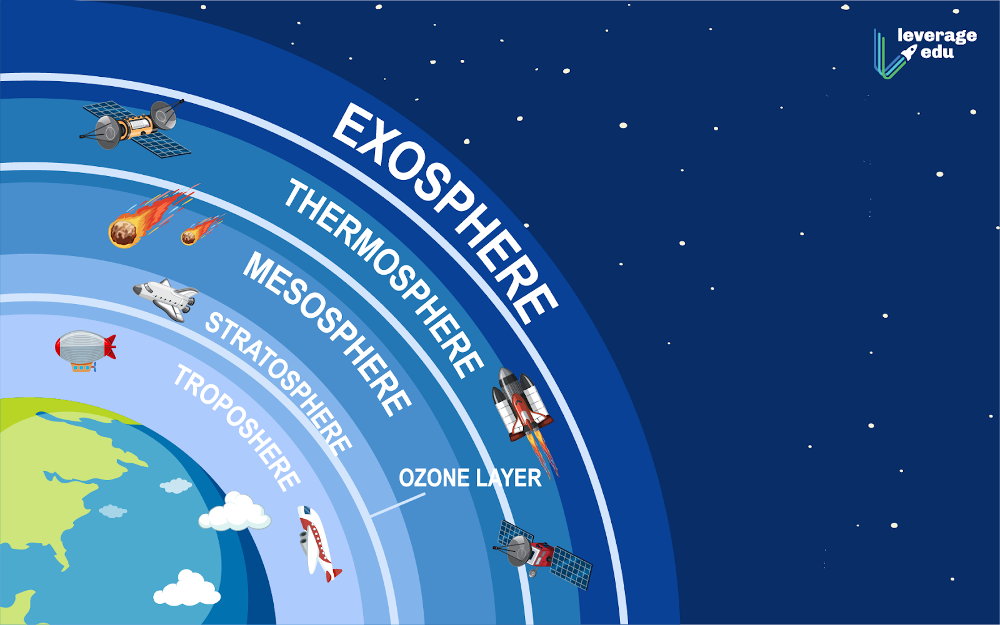 leverage
edu
EXOSPHERE
THERMOSPHERE
MESOSPHERE
STRATOSPHERE
TROPOSHERE
OZONE LAYER